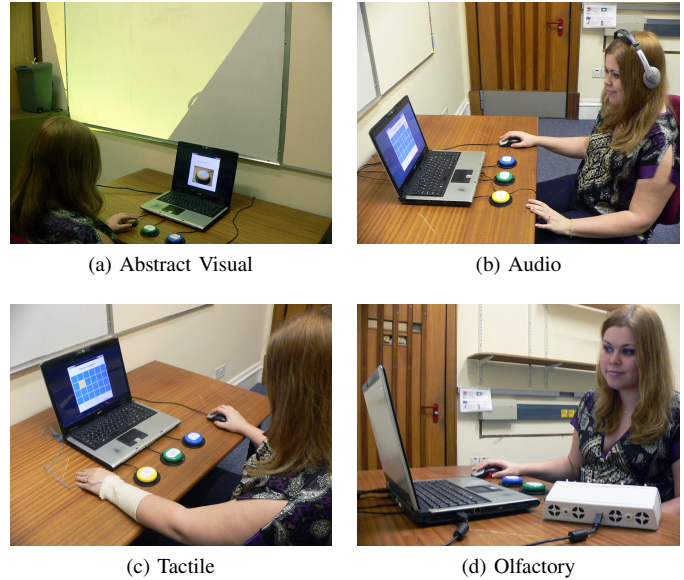 (a) Abstract Visual
(b) Audio
(c) Tactile
(d) Olfactory